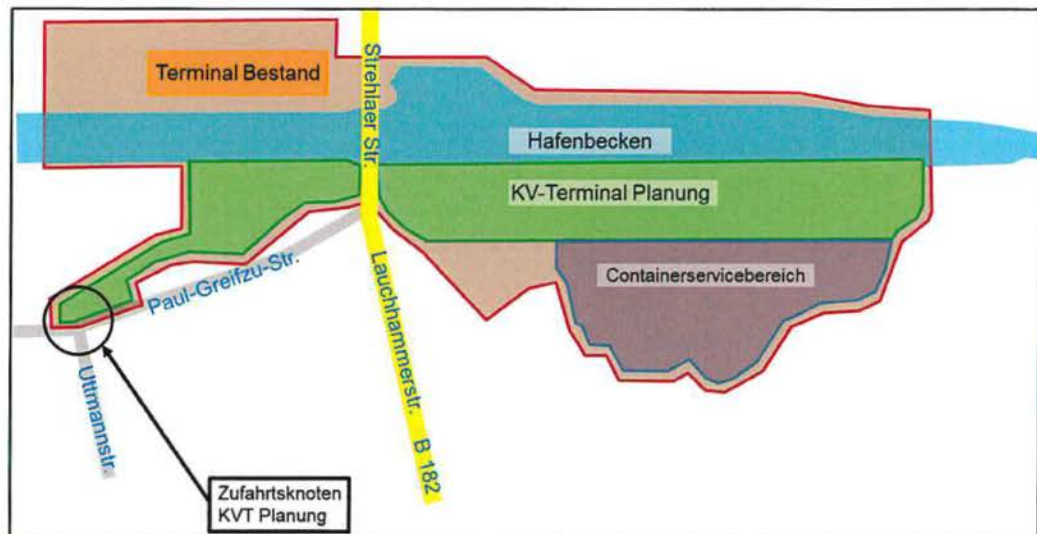 Terminal Bestand
Strehlaer Str.
Hafenbecken
KV-Terminal Planung
Containerservicebereich
Paul-Greifzu-Str.
Lauchhammerstr. B 182
Uttmannstr.
Zufahrtsknoten
KVT Planung